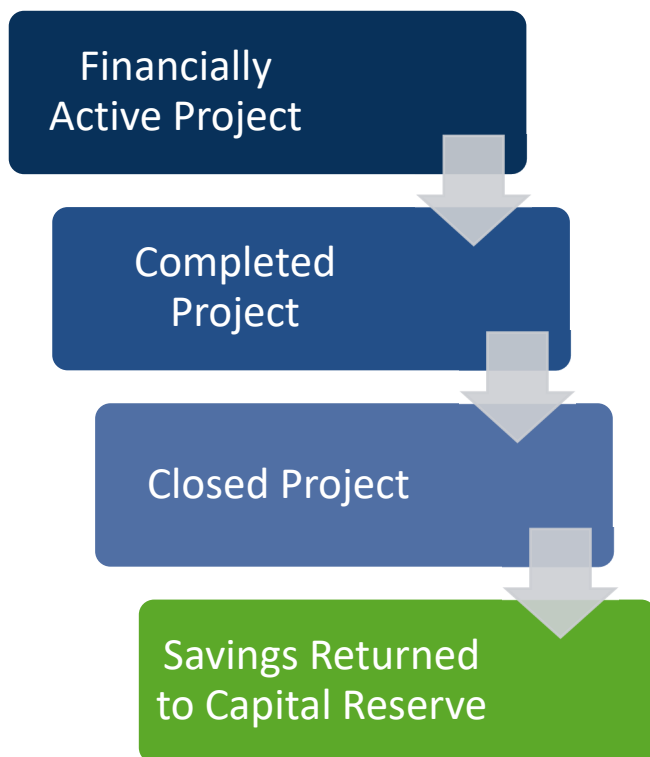 Financially
Active Project
Completed
Project
Closed Project
Savings Returned
to Capital Reserve